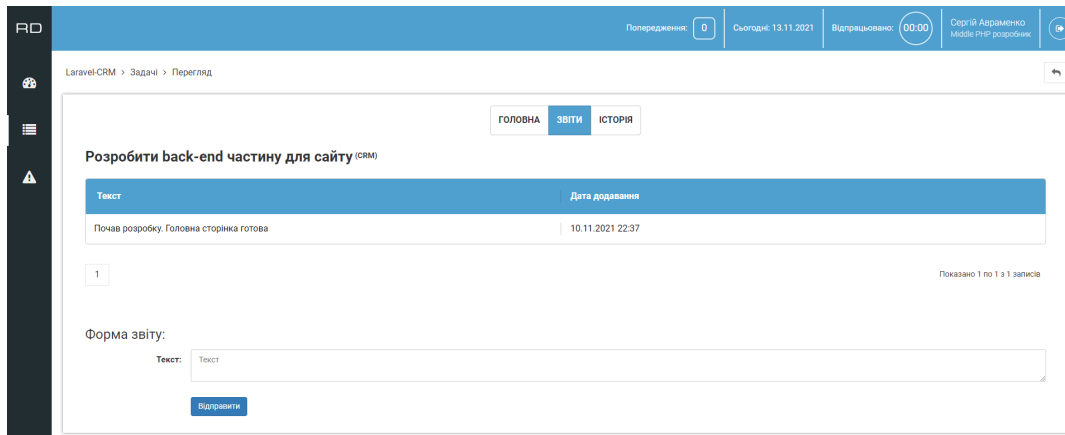 RD
Попередження: 0
Сьогодні: 13.11.2021
Відпрацьовано: 00:00
Сергій Авраменко
Middle PHP розробник
Laravel-CRM > Задачі > Перегляд
ГОЛОВНА ЗВІТИ ІСТОРІЯ
Розробити back-end частину для сайту (CRM)
Текст Дата додавання
Почав розробку. Головна сторінка готова 10.11.2021 22:37
1 Показано 1 по 1 з 1 записів
Форма звіту:
Текст: Текст
Відправити